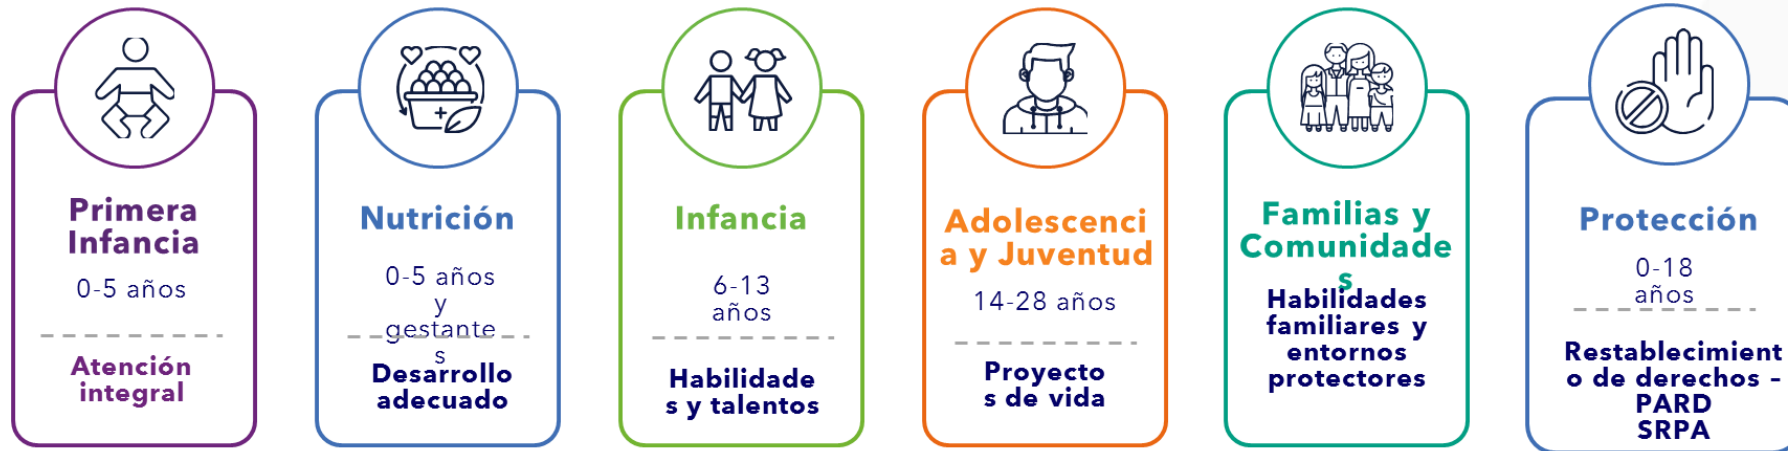 Primera
Infancia
0-5 años
Atención
integral
Nutrición
0-5 años
y
gestante
s
Desarrollo
adecuado
Infancia
6-13
años
Habilidade
s y talentos
Adolescenci
a y Juventud
14-28 años
Proyecto
s de vida
Familias y
Comunidade
s
Habilidades
familiares y
entornos
protectores
Protección
0-18
años
Restablecimient
o de derechos –
PARD
SRPA